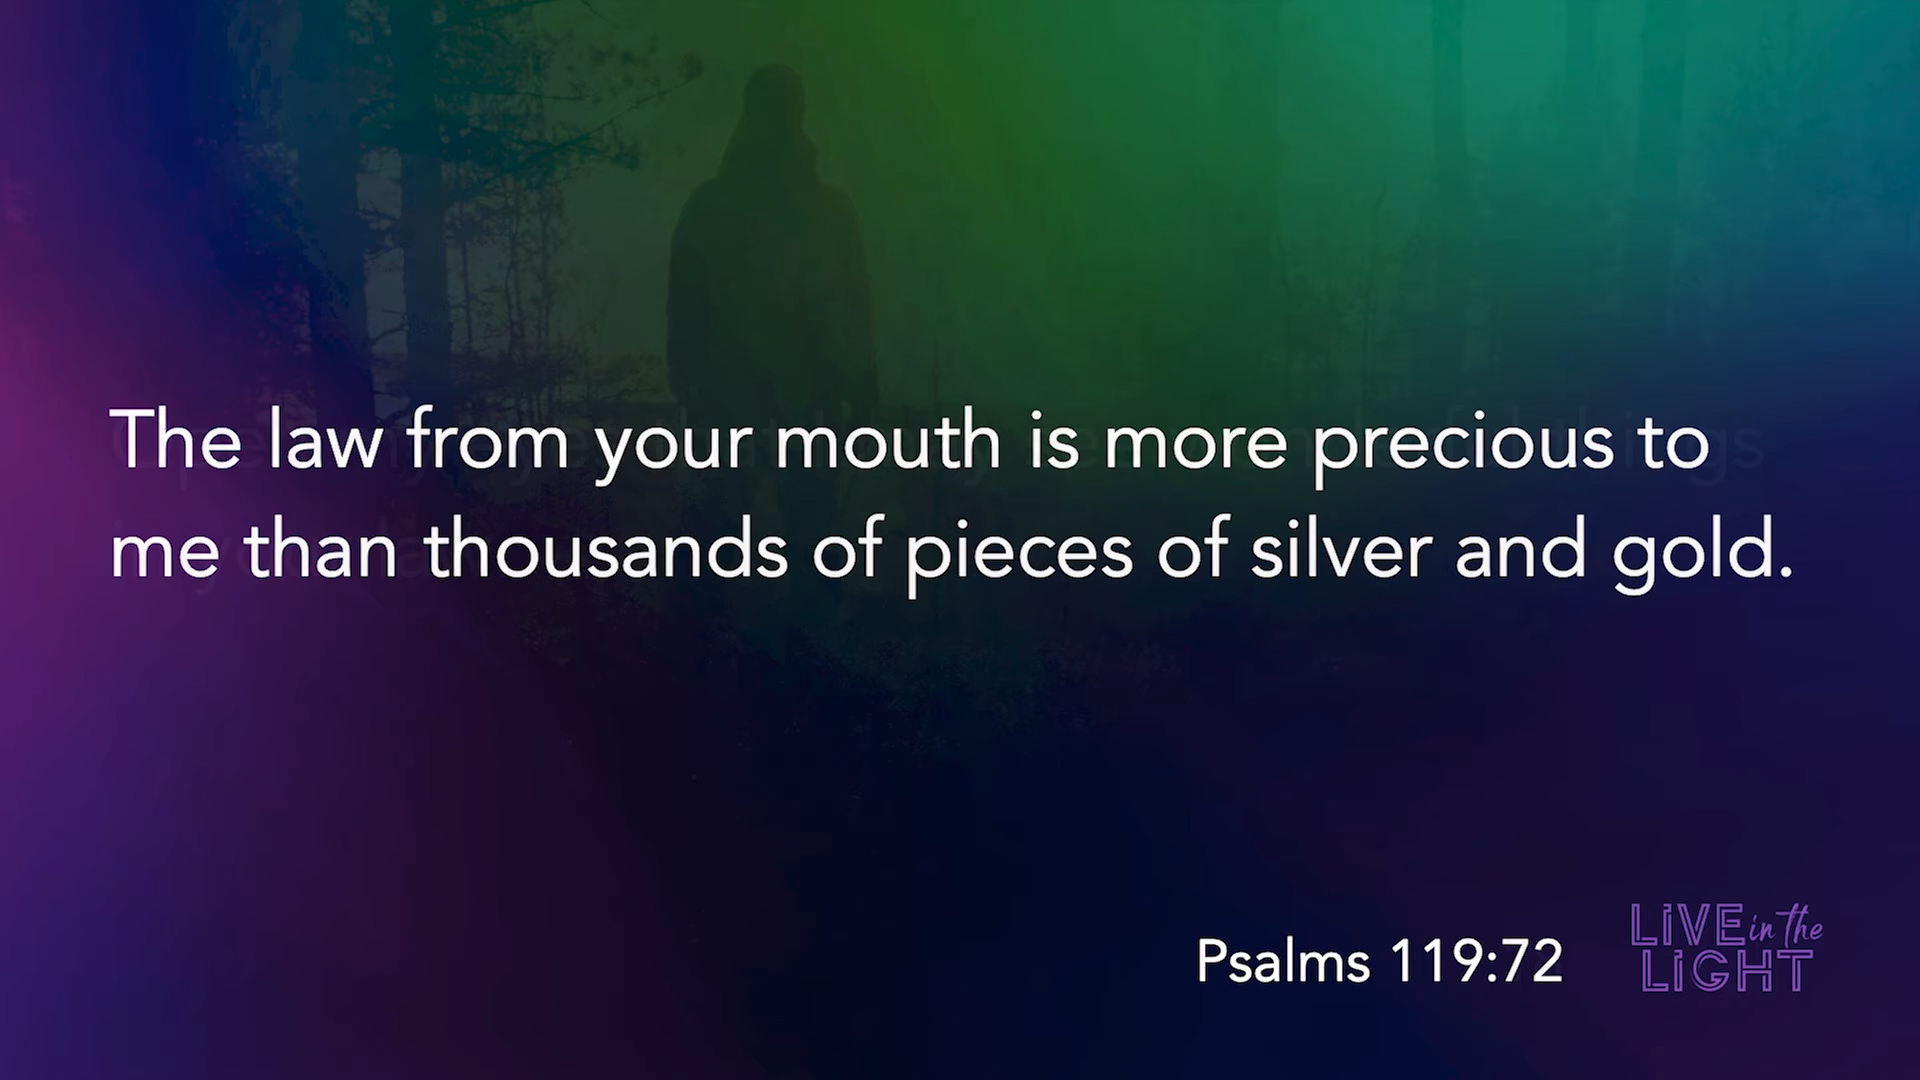 The law from your mouth is more precious to
me than thousands of pieces of silver and gold.
Psalms 119:72
LIVE in the
LIGHT